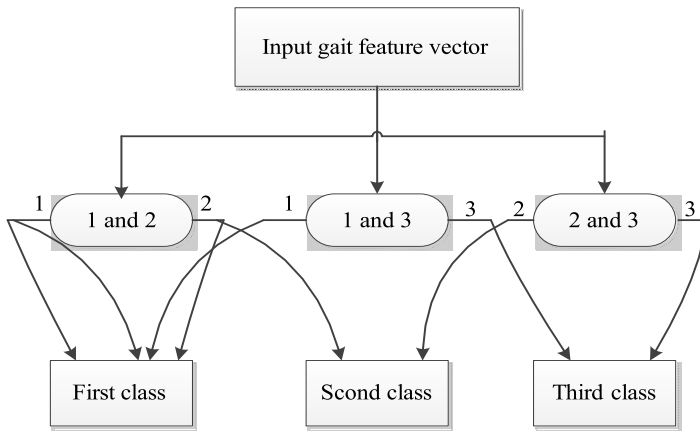 Input gait feature vector
1
1 and 2
2
1
1 and 3
3
2
2 and 3
3
First class
Scond class
Third class